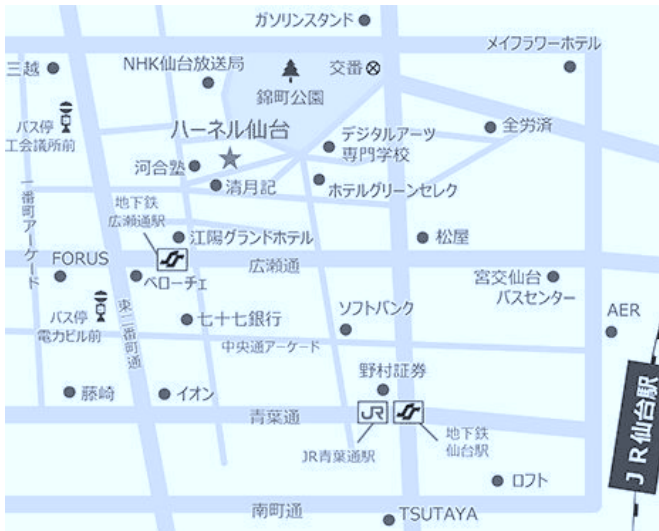 ガソリンスタンド
三越
NHK仙台放送局
交番
メイフラワーホテル
錦町公園
バス停
工会議所前
ハーネル仙台
デジタルアーツ
専門学校
全労済
河合塾
清月記
ホテルグリーンセレク
一番町アーケード
地下鉄
広瀬通駅
江陽グランドホテル
松屋
FORUS
ベローチェ
広瀬通
宮交仙台
バスセンター
バス停
電力ビル前
東二番町通
七十七銀行
ソフトバンク
AER
中央通アーケード
野村証券
藤崎
イオン
青葉通
JR
地下鉄
仙台駅
JR青葉通駅
JR仙台駅
ロフト
南町通
TSUTAYA